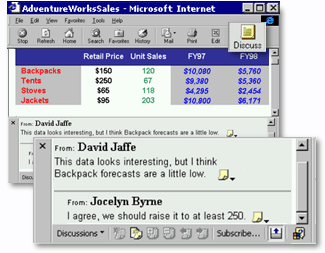 AdventureWorksSales - Microsoft Internet
File Edit View Favorites Tools Help
Stop Refresh Home Search Favorites History Mail Print Edit Discuss
Retail Price Unit Sales FY97 FY98
Backpacks $150 120 $10,080 $5,760
Tents $250 67 $9,380 $5,360
Stoves $65 118 $4,295 $2,454
Jackets $95 203 $10,800 $6,171
From: David Jaffe
This data looks interesting, but I think Backpack forecasts are a little low.
From: David Jaffe
This data looks interesting, but I think
Backpack forecasts are a little low.
From: Jocelyn Byrne
I agree, we should raise it to at least 250.
Discussions Subscribe...